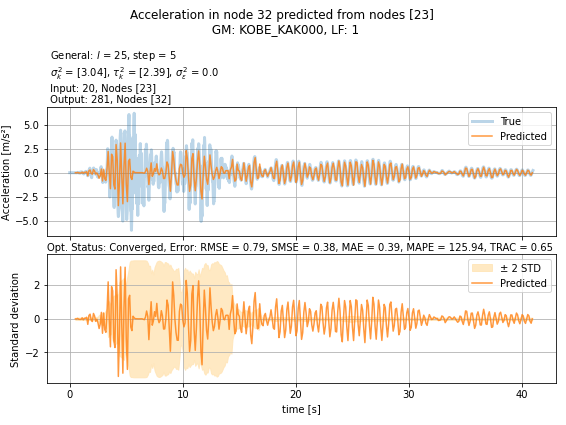 Acceleration in node 32 predicted from nodes [23]
GM: KOBE_KAK000, LF: 1
General: l = 25, step = 5
σ²ₖ = [3.04], τ²ₖ = [2.39], σ²ε = 0.0
Input: 20, Nodes [23]
Output: 281, Nodes [32]
Acceleration [m/s²]
5.0
2.5
0.0
−2.5
−5.0
True
Predicted
Opt. Status: Converged, Error: RMSE = 0.79, SMSE = 0.38, MAE = 0.39, MAPE = 125.94, TRAC = 0.65
Standard deviation
2
0
−2
± 2 STD
Predicted
0 10 20 30 40
time [s]